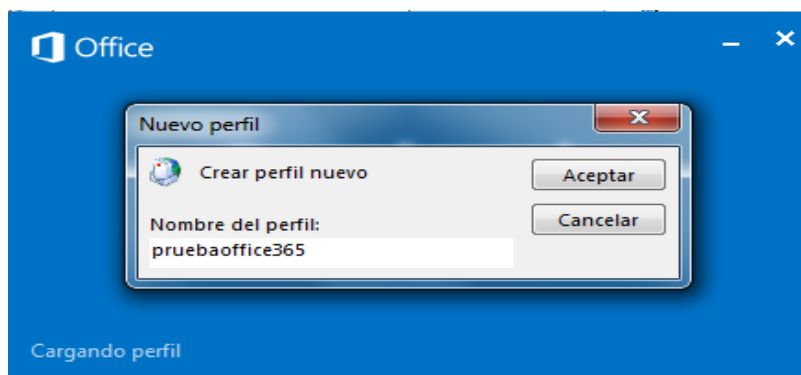 Office
Nuevo perfil
Crear perfil nuevo
Aceptar
Nombre del perfil:
Cancelar
pruebaoffice365
Cargando perfil